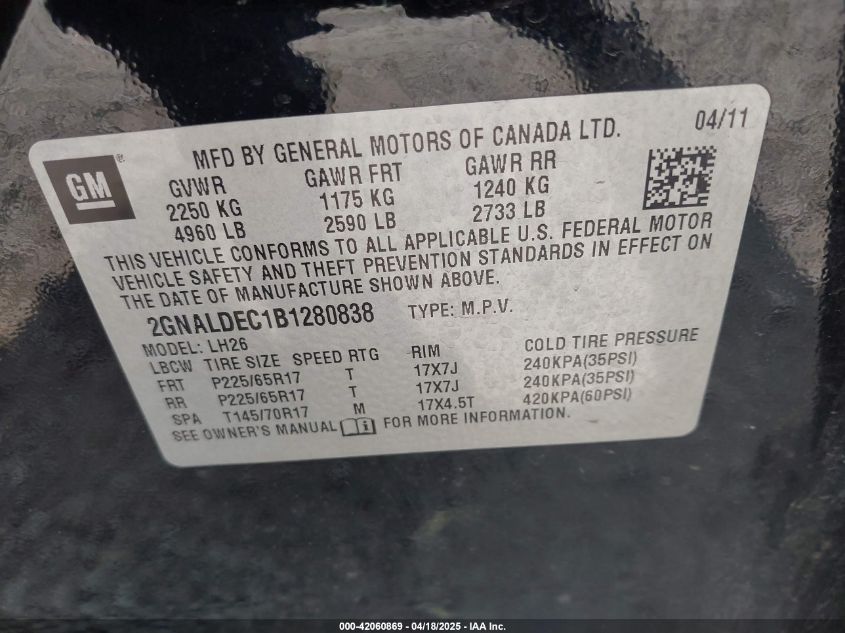 GM ®
MFD BY GENERAL MOTORS OF CANADA LTD. 04/11
GVWR GAWR FRT GAWR RR
2250 KG 1175 KG 1240 KG
4960 LB 2590 LB 2733 LB
THIS VEHICLE CONFORMS TO ALL APPLICABLE U.S. FEDERAL MOTOR
VEHICLE SAFETY AND THEFT PREVENTION STANDARDS IN EFFECT ON
THE DATE OF MANUFACTURE SHOWN ABOVE.
2GNALDEC1B1280838 TYPE: M.P.V.
MODEL: LH26
LBCW TIRE SIZE SPEED RTG RIM COLD TIRE PRESSURE
FRT P225/65R17 T 17X7J 240KPA(35PSI)
RR P225/65R17 T 17X7J 240KPA(35PSI)
SPA T145/70R17 M 17X4.5T 420KPA(60PSI)
SEE OWNER'S MANUAL FOR MORE INFORMATION.
000-42060869 - 04/18/2025 - IAA Inc.